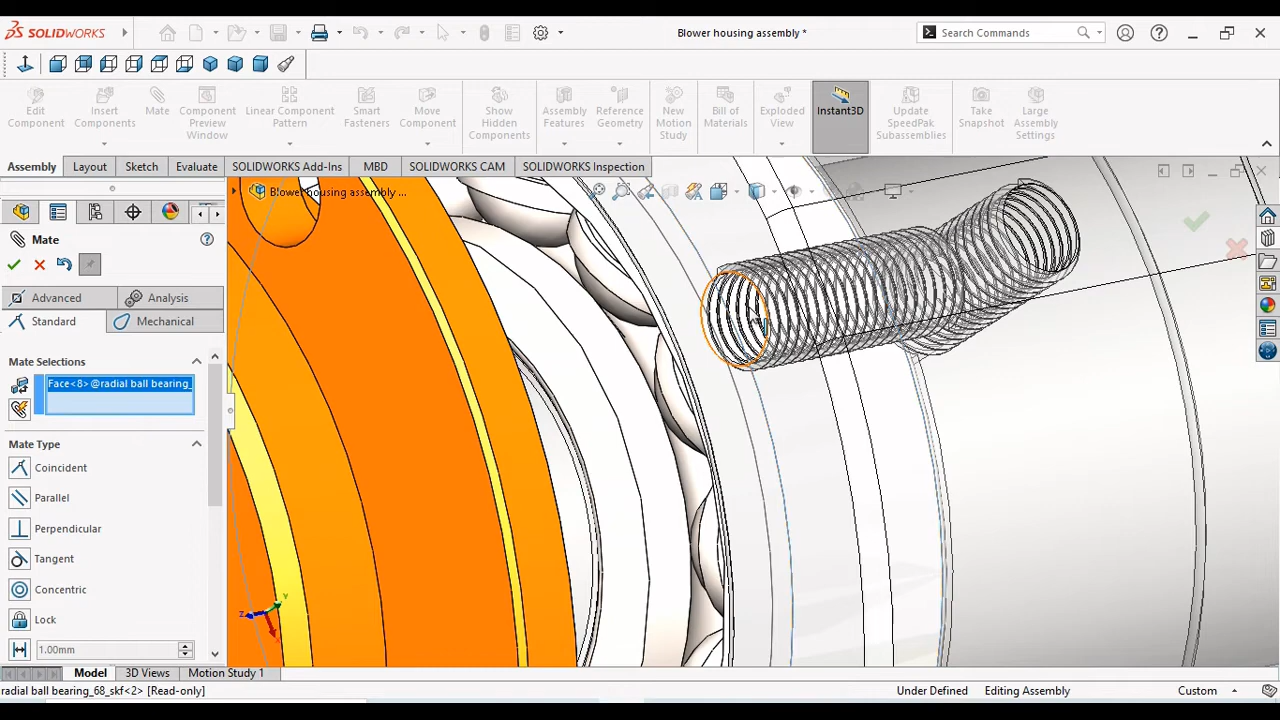 SOLIDWORKS
Blower housing assembly *
Search Commands
Edit Component
Insert Components
Mate
Component Preview Window
Linear Component Pattern
Smart Fasteners
Move Component
Show Hidden Components
Assembly Features
Reference Geometry
New Motion Study
Bill of Materials
Exploded View
Instant3D
Update SpeedPak Subassemblies
Take Snapshot
Large Assembly Settings
Assembly
Layout
Sketch
Evaluate
SOLIDWORKS Add-Ins
MBD
SOLIDWORKS CAM
SOLIDWORKS Inspection
Blower housing assembly ...
Mate
Advanced
Analysis
Standard
Mechanical
Mate Selections
Face<8>@radial ball bearing_
Mate Type
Coincident
Parallel
Perpendicular
Tangent
Concentric
Lock
1.00mm
Z
Y
X
Model
3D Views
Motion Study 1
radial ball bearing_68_skf<2> [Read-only]
Under Defined
Editing Assembly
Custom